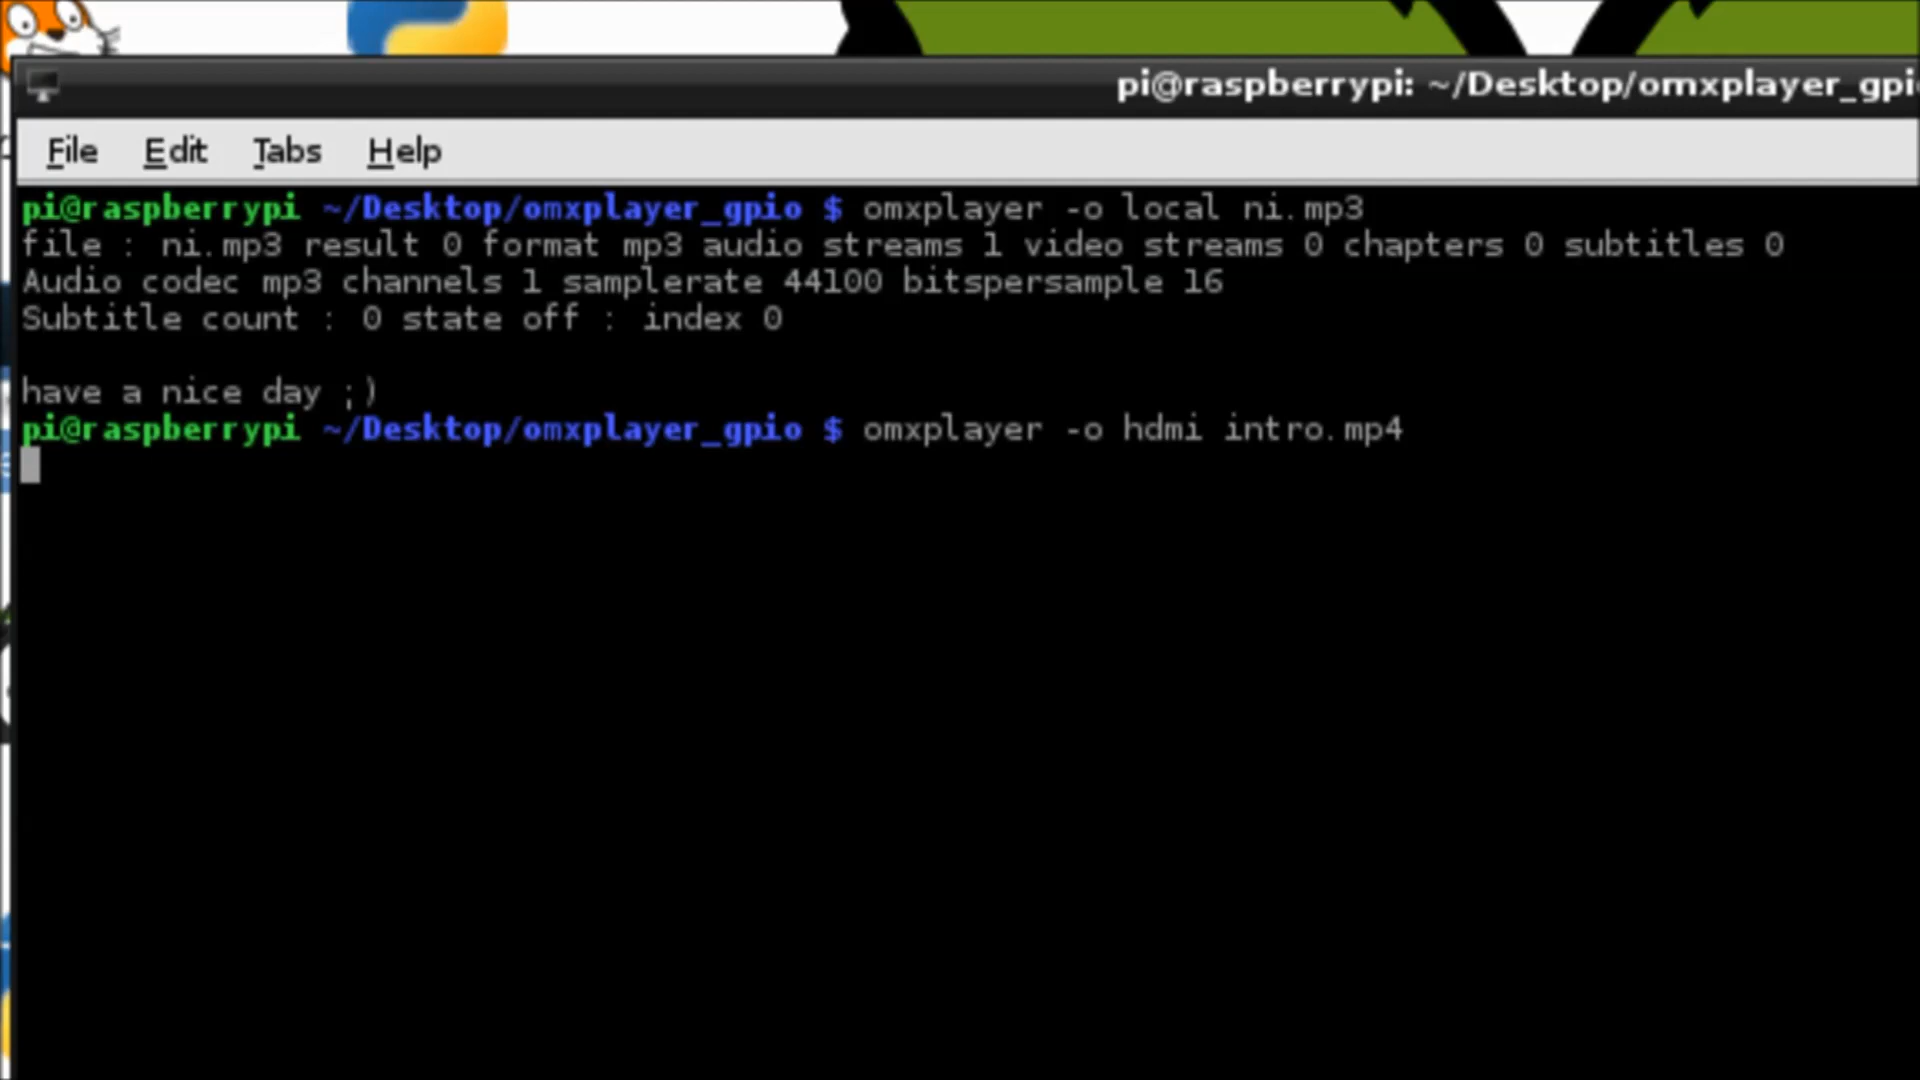 pi@raspberrypi: ~/Desktop/omxplayer_gpi
File Edit Tabs Help
pi@raspberrypi ~/Desktop/omxplayer_gpio $ omxplayer -o local ni.mp3
file : ni.mp3 result 0 format mp3 audio streams 1 video streams 0 chapters 0 subtitles 0
Audio codec mp3 channels 1 samplerate 44100 bitspersample 16
Subtitle count : 0 state off : index 0
have a nice day ;)
pi@raspberrypi ~/Desktop/omxplayer_gpio $ omxplayer -o hdmi intro.mp4